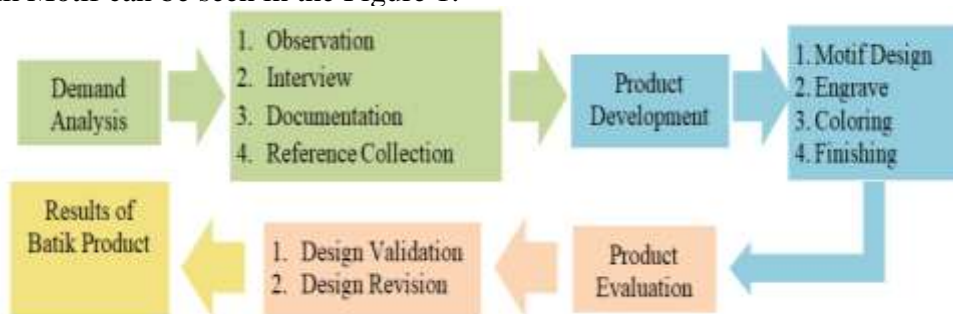 Motif can be seen in the Figure 1.
Demand
Analysis
1. Observation
2. Interview
3. Documentation
4. Reference Collection
Product
Development
1. Motif Design
2. Engrave
3. Coloring
4. Finishing
Product
Evaluation
1. Design Validation
2. Design Revision
Results of
Batik Product